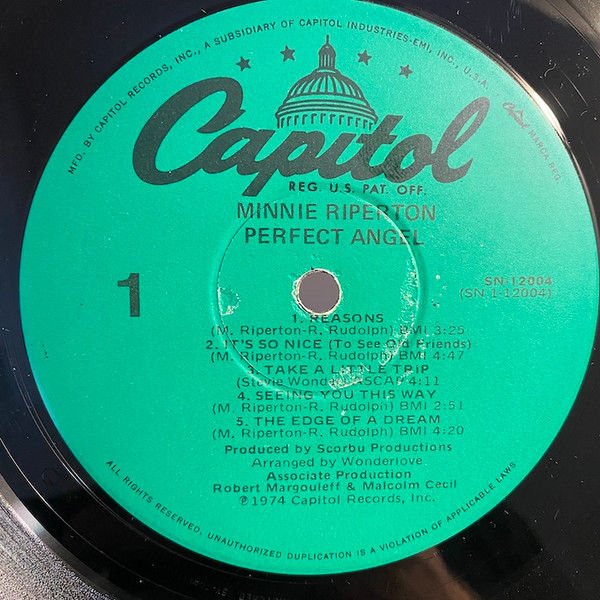 MFD. BY CAPITOL RECORDS, INC., A SUBSIDIARY OF CAPITOL INDUSTRIES-EMI, INC., U.S.A.
Capitol MARCA REG.
Capitol
REG. U.S. PAT. OFF.
MINNIE RIPERTON
PERFECT ANGEL
1
SN-12004
(SN 1-12004)
1. REASONS
(M. Riperton-R. Rudolph) BMI 3:25
2. IT'S SO NICE (To See Old Friends)
(M. Riperton-R. Rudolph) BMI 4:47
3. TAKE A LITTLE TRIP
(Stevie Wonder) ASCAP 4:11
4. SEEING YOU THIS WAY
(M. Riperton-R. Rudolph) BMI 2:51
5. THE EDGE OF A DREAM
(M. Riperton-R. Rudolph) BMI 4:20
Produced by Scorbu Productions
Arranged by Wonderlove
Associate Production
Robert Margouleff & Malcolm Cecil
℗1974 Capitol Records, Inc.
ALL RIGHTS RESERVED. UNAUTHORIZED DUPLICATION IS A VIOLATION OF APPLICABLE LAWS